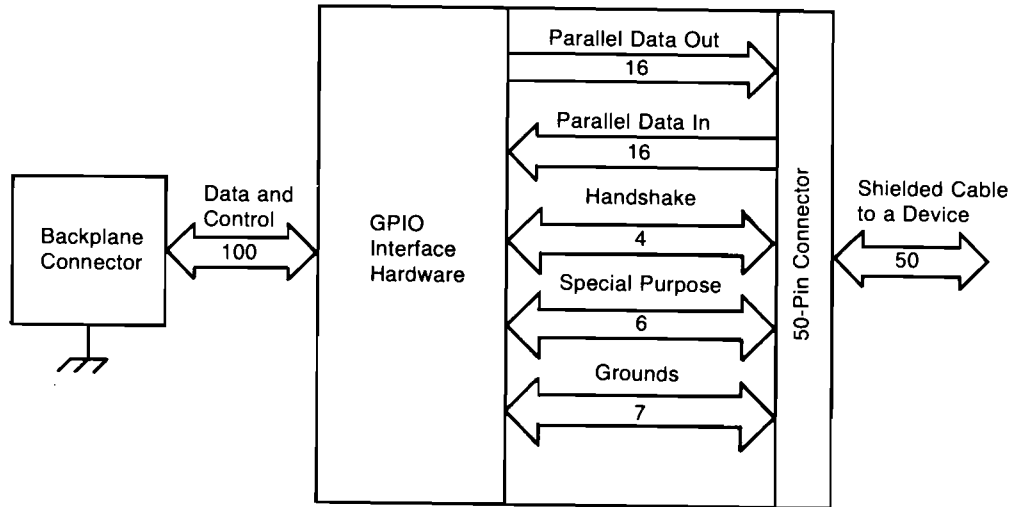 Parallel Data Out
16
Parallel Data In
16
Handshake
4
Special Purpose
6
Grounds
7
Backplane
Connector
Data and
Control
100
GPIO
Interface
Hardware
50-Pin Connector
Shielded Cable
to a Device
50